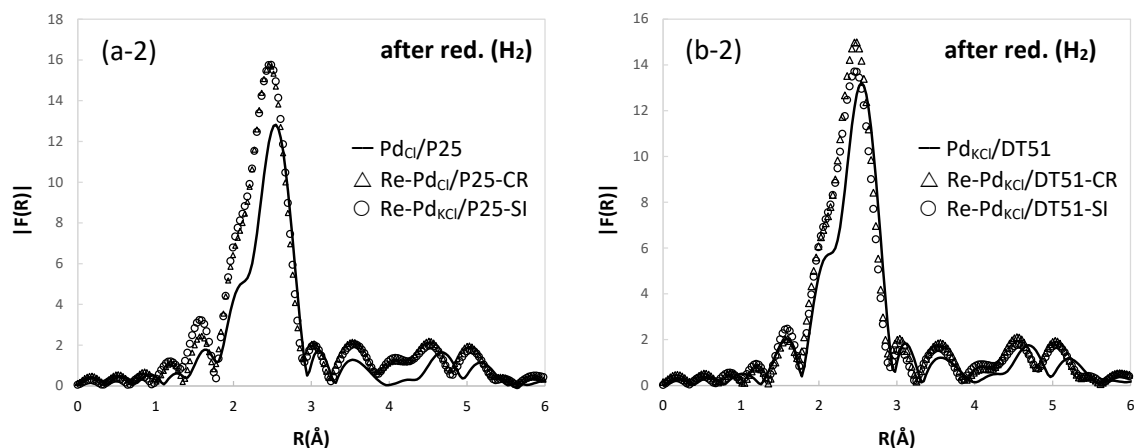 (a-2)
after red. (H₂)
Pd_Cl/P25
Re-Pd_Cl/P25-CR
Re-Pd_KCl/P25-SI
|F(R)|
18
16
14
12
10
8
6
4
2
0
0 1 2 3 4 5 6
R(Å)
(b-2)
after red. (H₂)
Pd_KCl/DT51
Re-Pd_KCl/DT51-CR
Re-Pd_KCl/DT51-SI
|F(R)|
16
14
12
10
8
6
4
2
0
0 1 2 3 4 5 6
R(Å)